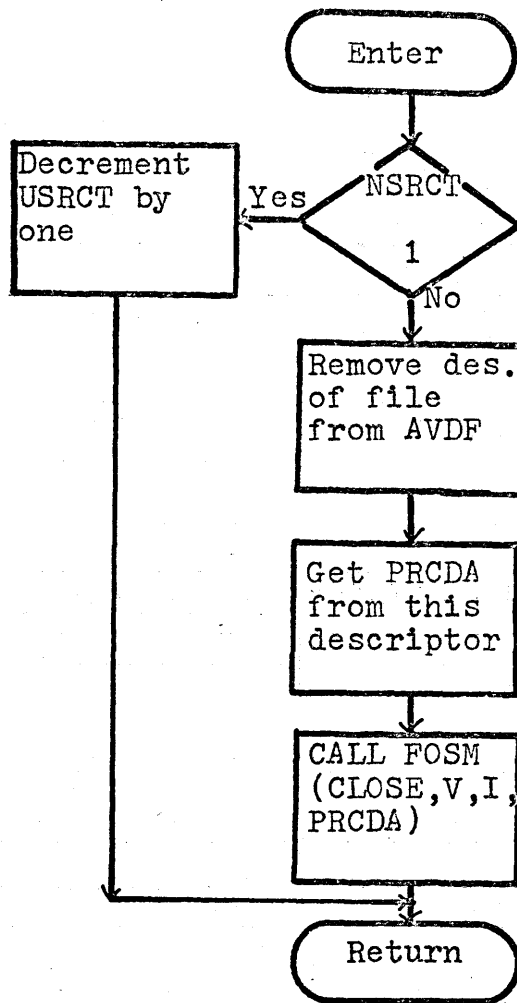 Enter
NSRCT
1
Yes
No
Decrement
USRCT by
one
Remove des.
of file
from AVDF
Get PRCDA
from this
descriptor
CALL FOSM
(CLOSE,V,I,
PRCDA)
Return